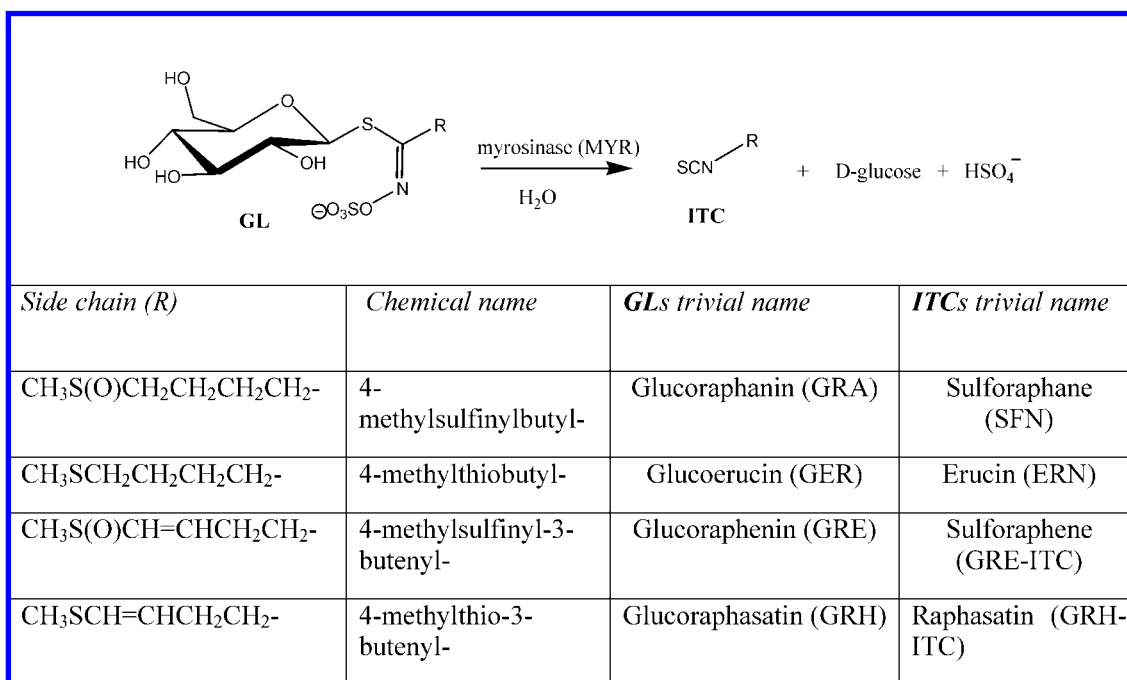 HO
O
S
R
HO
HO
HO
OH
N
⊖O₃SO
GL
myrosinase (MYR)
H₂O
R
SCN
ITC
+ D-glucose + HSO₄⁻
Side chain (R) Chemical name GLs trivial name ITCs trivial name
CH₃S(O)CH₂CH₂CH₂CH₂- 4- Glucoraphanin (GRA) Sulforaphane
methylsulfinylbutyl- (SFN)
CH₃SCH₂CH₂CH₂CH₂- 4-methylthiobutyl- Glucoerucin (GER) Erucin (ERN)
CH₃S(O)CH=CHCH₂CH₂- 4-methylsulfinyl-3- Glucoraphenin (GRE) Sulforaphene
butenyl- (GRE-ITC)
CH₃SCH=CHCH₂CH₂- 4-methylthio-3- Glucoraphasatin (GRH) Raphasatin (GRH-
butenyl- ITC)